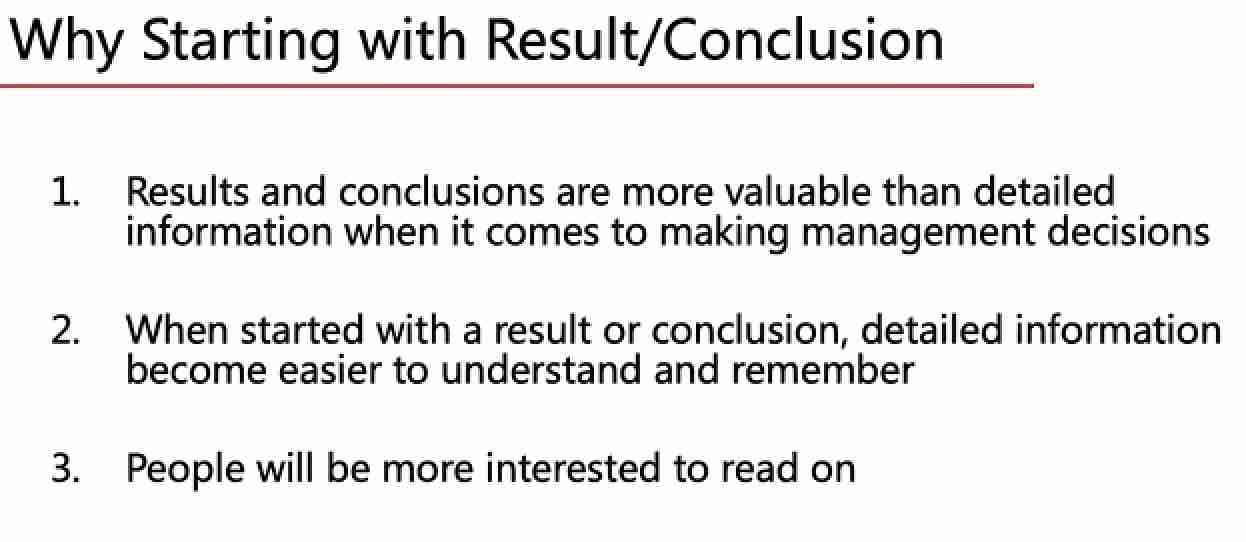 Why Starting with Result/Conclusion
1. Results and conclusions are more valuable than detailed
information when it comes to making management decisions
2. When started with a result or conclusion, detailed information
become easier to understand and remember
3. People will be more interested to read on